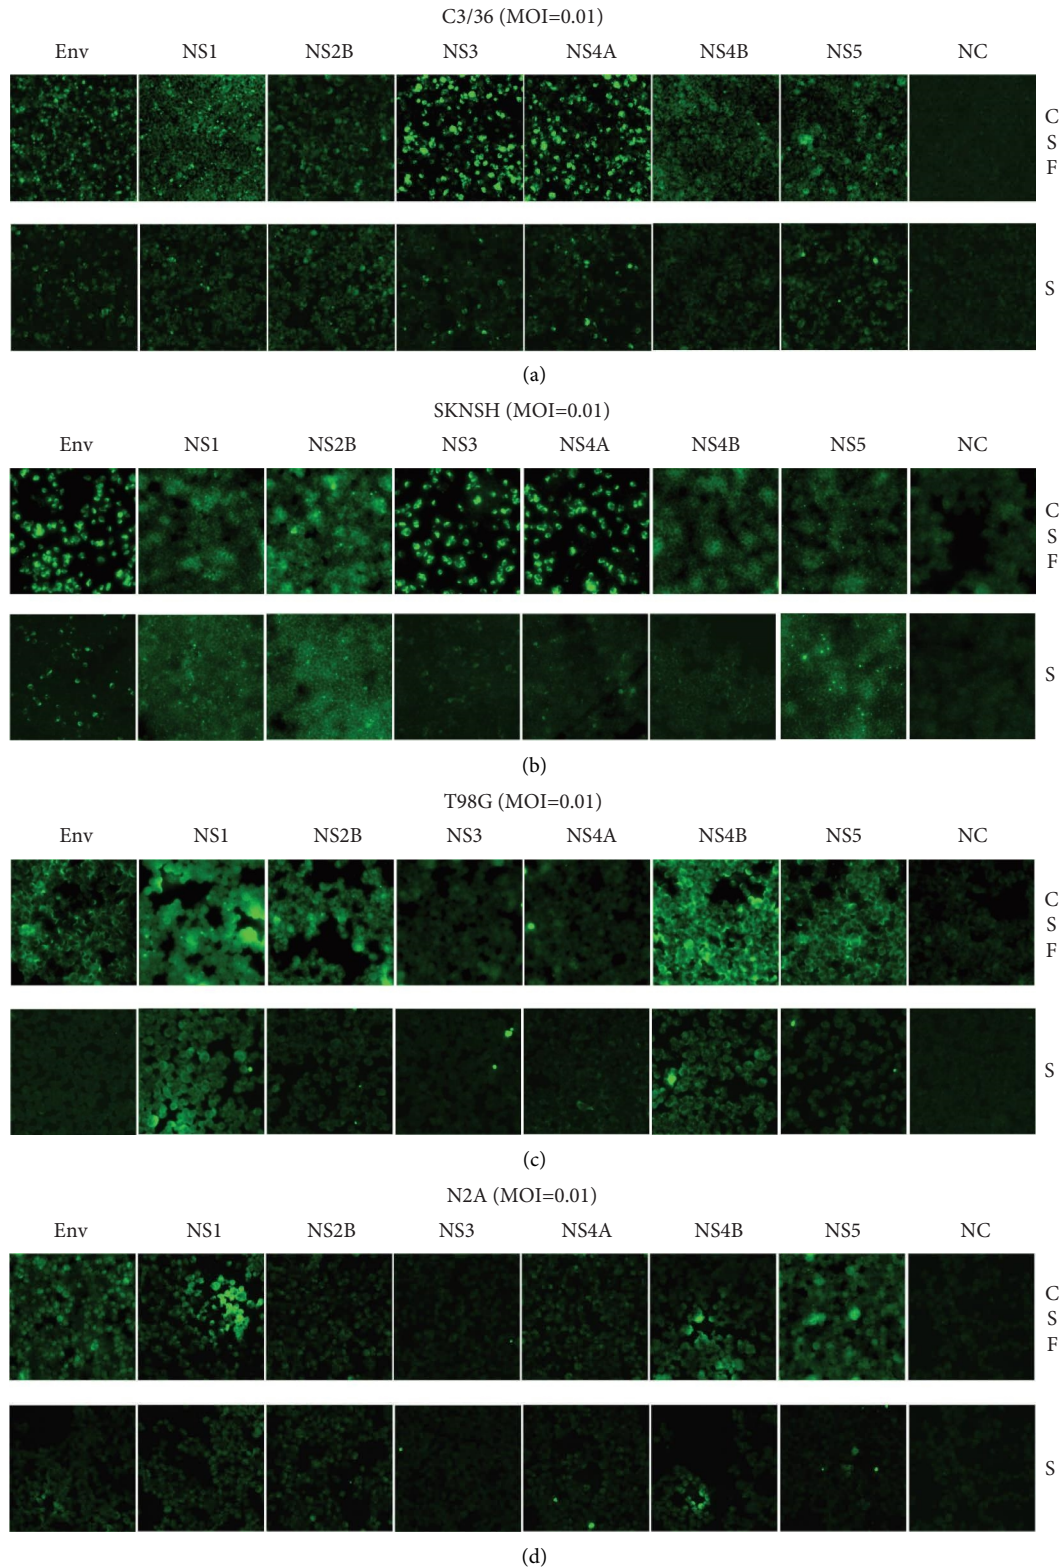 C3/36 (MOI=0.01)
Env NS1 NS2B NS3 NS4A NS4B NS5 NC
C
S
F
S
(a)
SKNSH (MOI=0.01)
Env NS1 NS2B NS3 NS4A NS4B NS5 NC
C
S
F
S
(b)
T98G (MOI=0.01)
Env NS1 NS2B NS3 NS4A NS4B NS5 NC
C
S
F
S
(c)
N2A (MOI=0.01)
Env NS1 NS2B NS3 NS4A NS4B NS5 NC
C
S
F
S
(d)